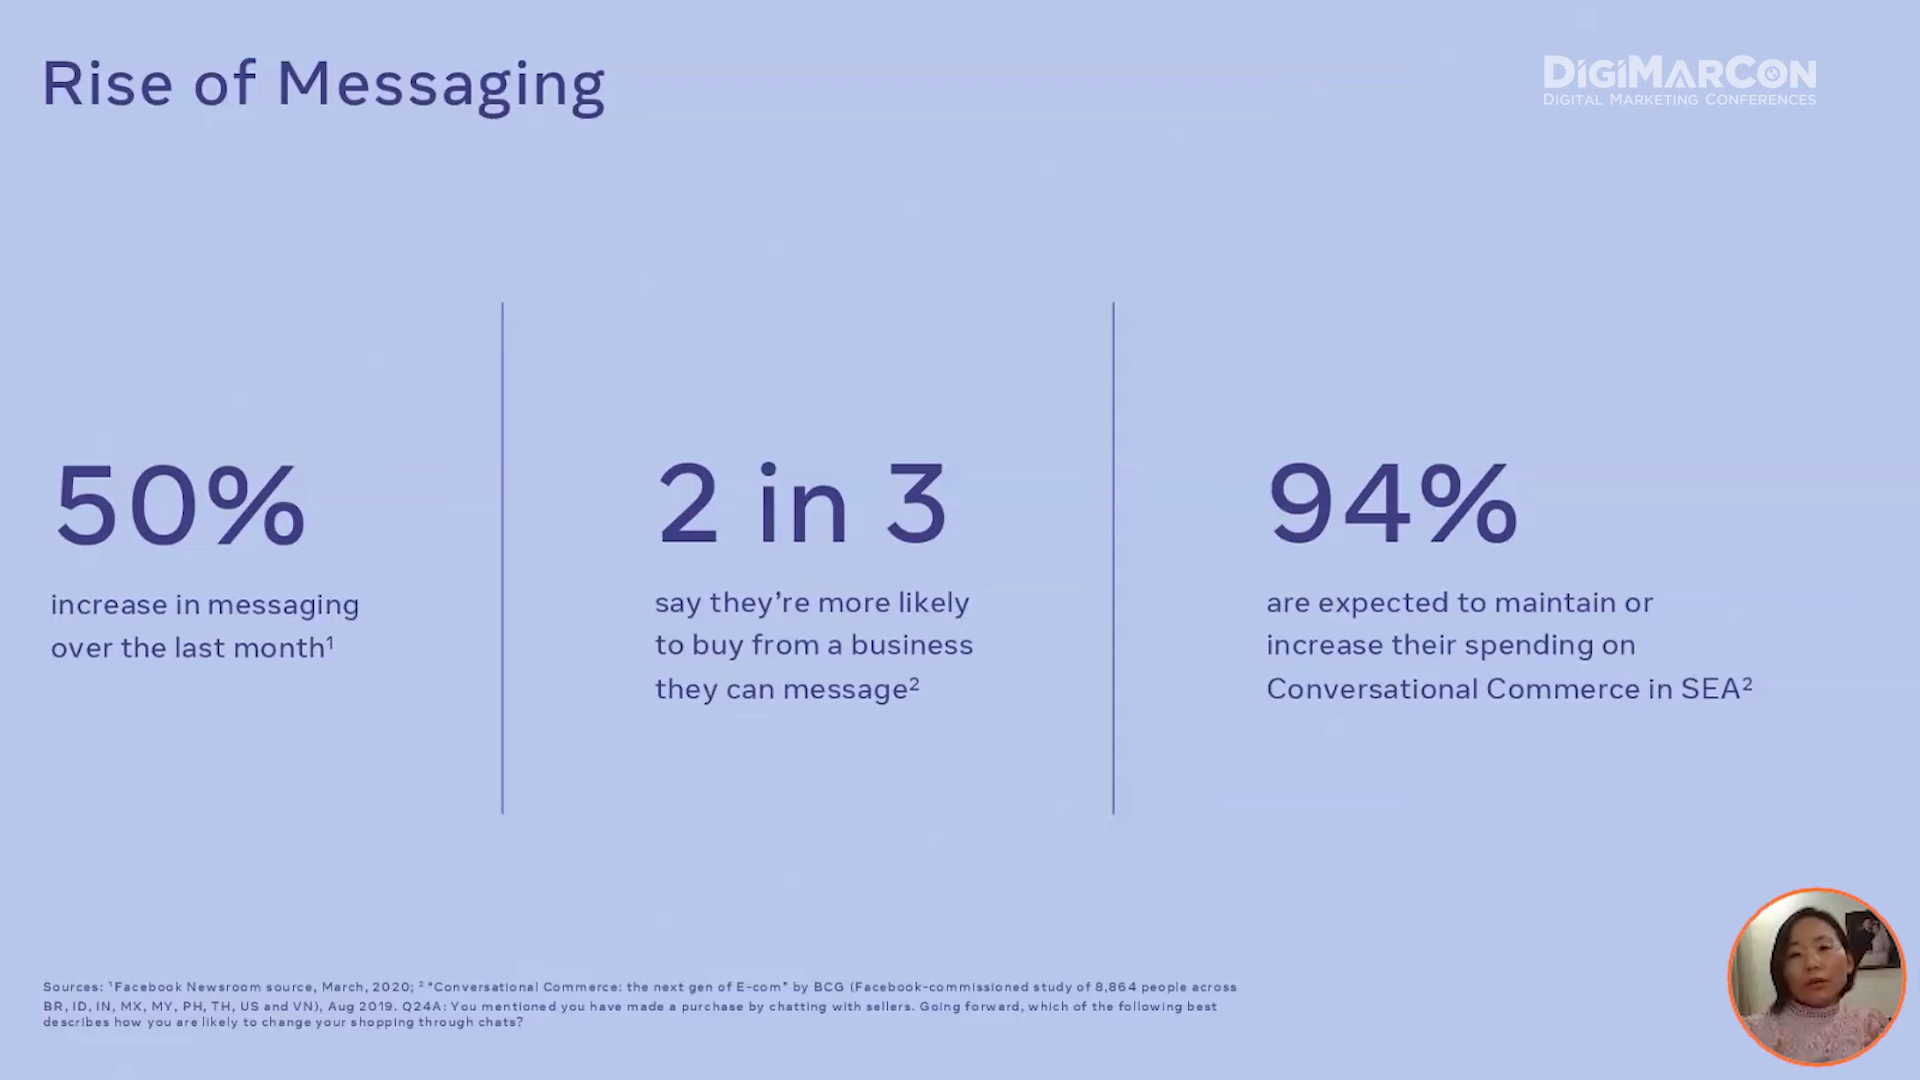 Rise of Messaging
DIGIMARCON
DIGITAL MARKETING CONFERENCES
50%
increase in messaging
over the last month¹
2 in 3
say they’re more likely
to buy from a business
they can message²
94%
are expected to maintain or
increase their spending on
Conversational Commerce in SEA²
Sources: ¹Facebook Newsroom source, March, 2020; ² "Conversational Commerce: the next gen of E-com" by BCG (Facebook-commissioned study of 8,864 people across
BR, ID, IN, MX, MY, PH, TH, US and VN), Aug 2019. Q24A: You mentioned you have made a purchase by chatting with sellers. Going forward, which of the following best
describes how you are likely to change your shopping through chats?